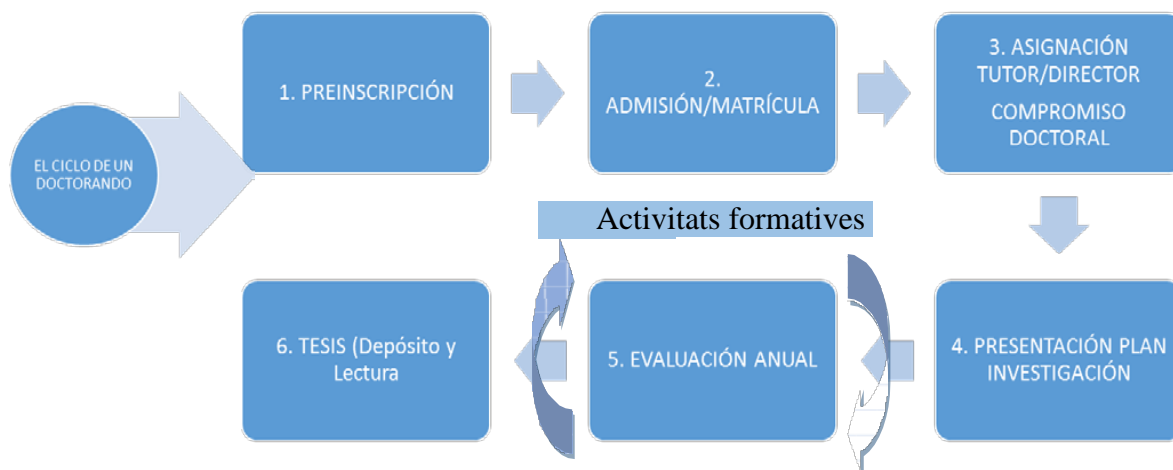 EL CICLO DE UN
DOCTORANDO
1. PREINSCRIPCIÓN
2.
ADMISIÓN/MATRÍCULA
3. ASIGNACIÓN
TUTOR/DIRECTOR
COMPROMISO
DOCTORAL
Activitats formatives
4. PRESENTACIÓN PLAN
INVESTIGACIÓN
5. EVALUACIÓN ANUAL
6. TESIS (Depósito y
Lectura